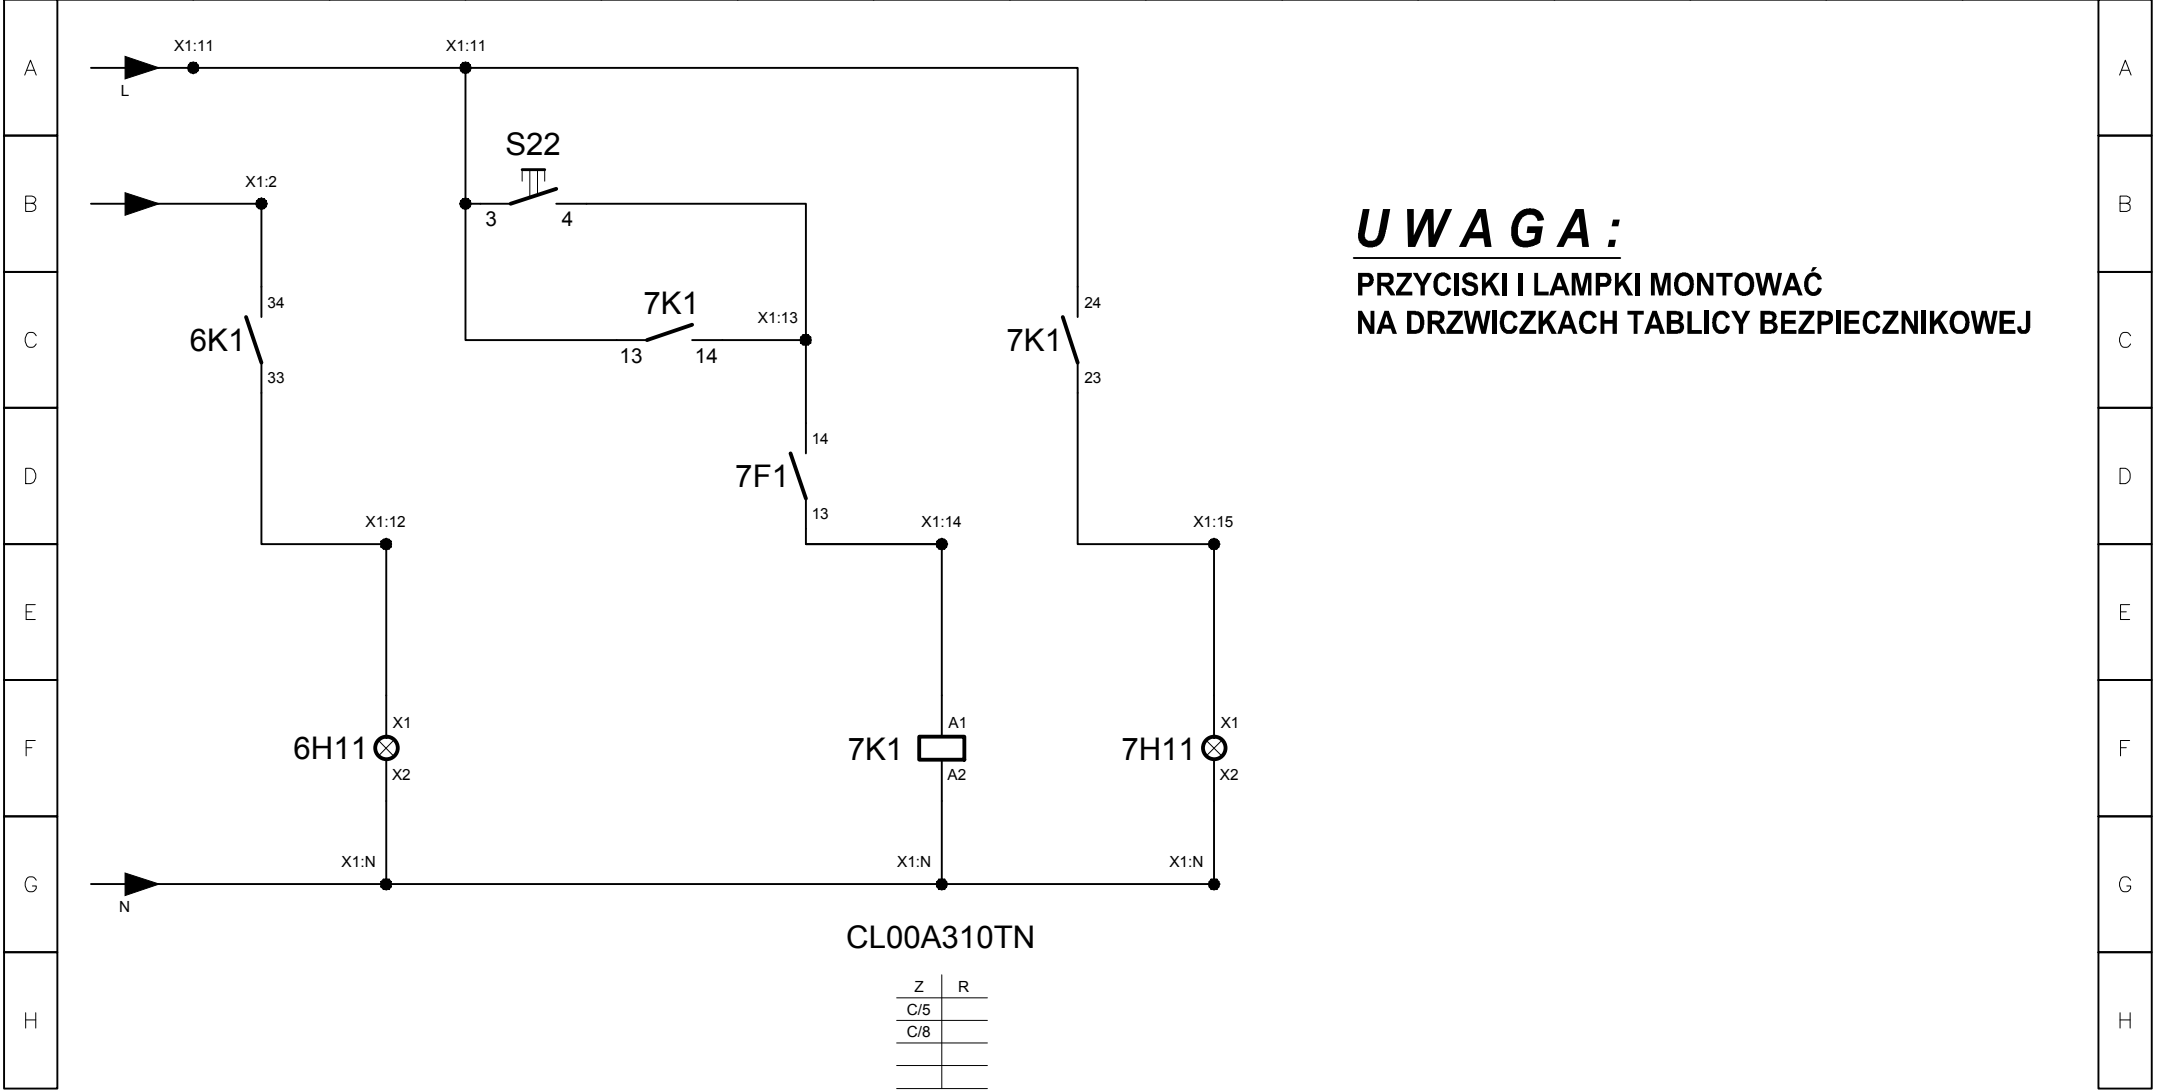 A
X1:11
X1:11
A
L
S22
B
X1:2
3
4
B
UWAGA:
PRZYCISKI I LAMPKI MONTOWAĆ
NA DRZWICZKACH TABLICY BEZPIECZNIKOWEJ
C
34
6K1
33
7K1
X1:13
13
14
24
7K1
23
C
D
14
7F1
13
X1:12
X1:14
X1:15
D
E
E
F
X1
6H11
X2
A1
7K1
A2
X1
7H11
X2
F
G
X1:N
X1:N
X1:N
G
N
CL00A310TN
Z R
C/5
C/8
H
H